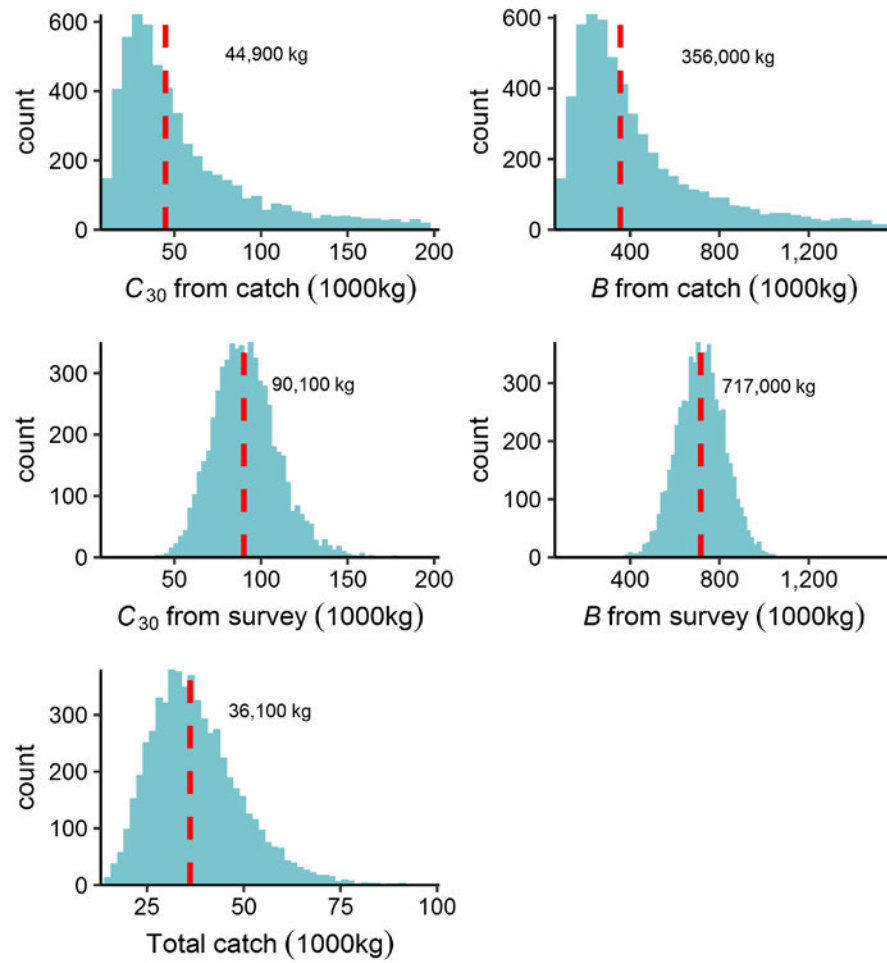 600
400
200
0
count
44,900 kg
50 100 150 200
C30 from catch (1000kg)
600
400
200
0
count
356,000 kg
400 800 1,200
B from catch (1000kg)
300
200
100
0
count
90,100 kg
50 100 150 200
C30 from survey (1000kg)
300
200
100
0
count
717,000 kg
400 800 1,200
B from survey (1000kg)
300
200
100
0
count
36,100 kg
25 50 75 100
Total catch (1000kg)